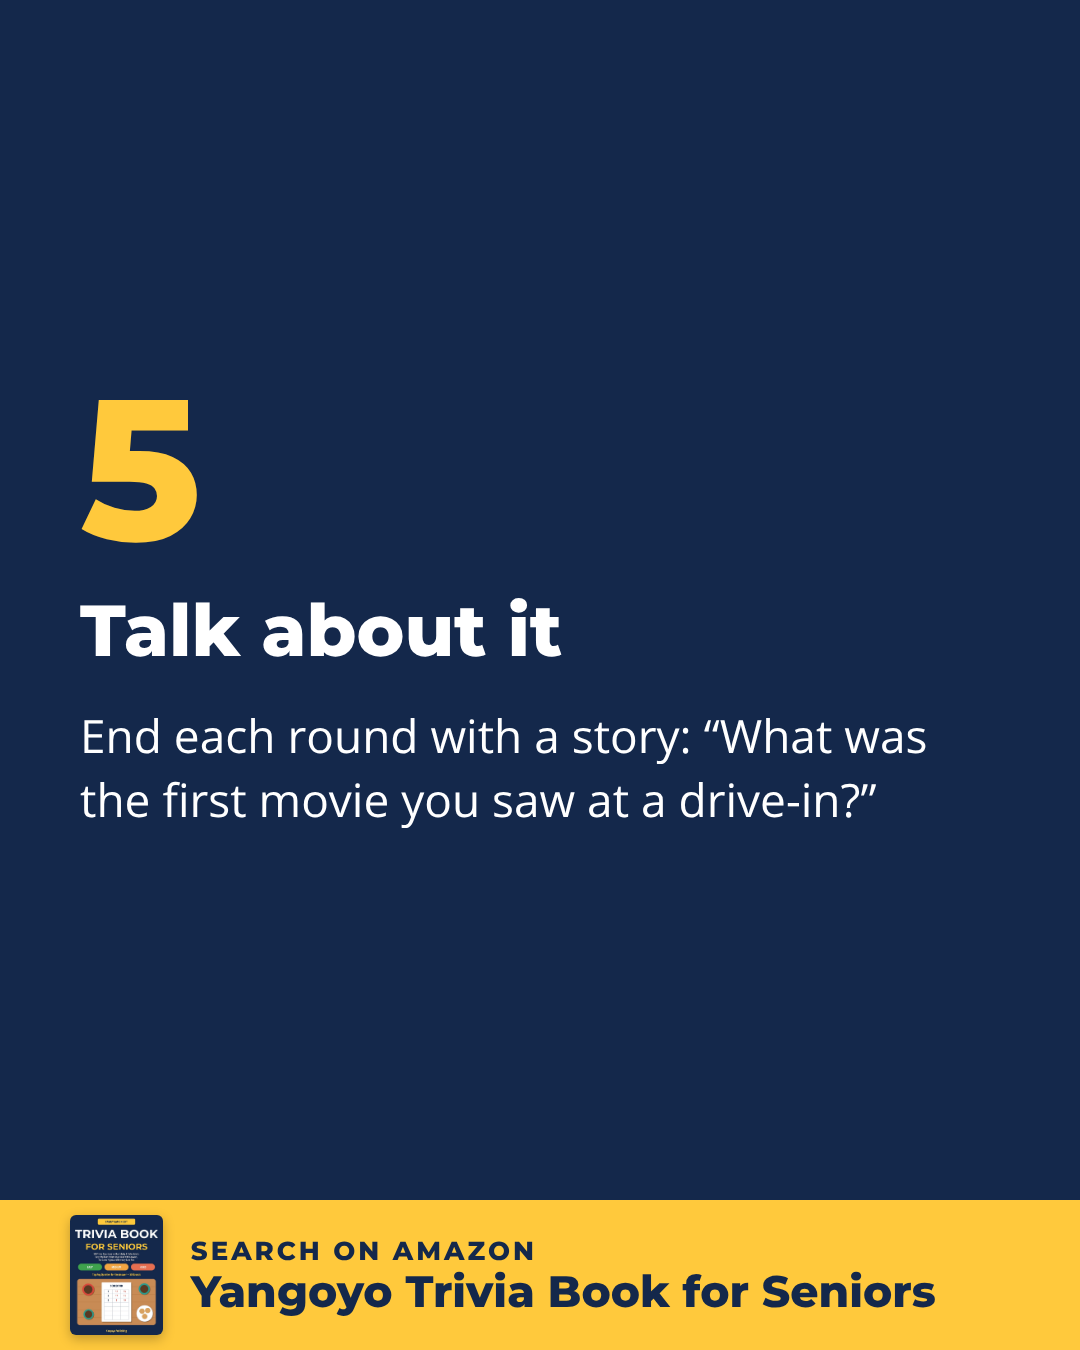 5
Talk about it
End each round with a story: “What was
the first movie you saw at a drive-in?”
TRIVIA BOOK
FOR SENIORS
SEARCH ON AMAZON
Yangoyo Trivia Book for Seniors